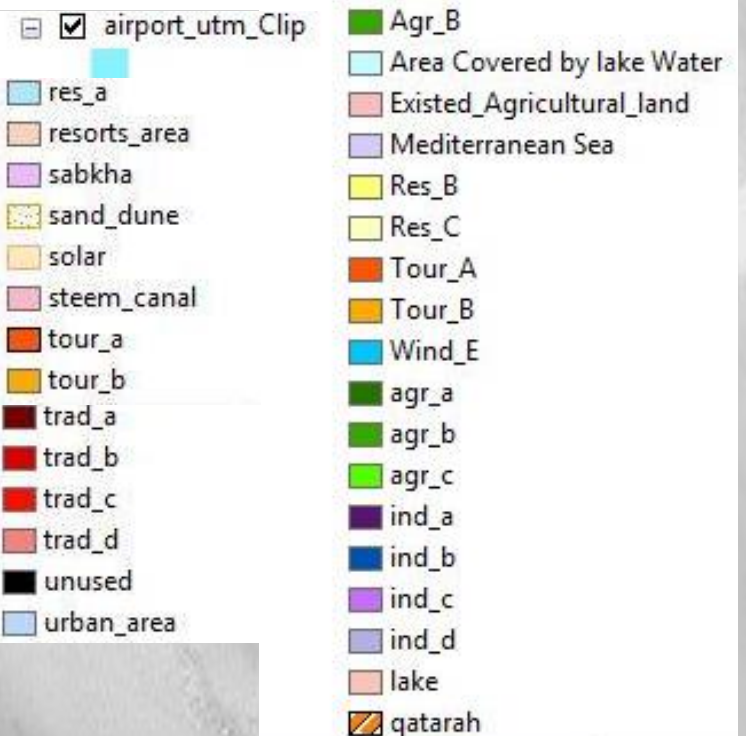 airport_utm_Clip
res_a
resorts_area
sabkha
sand_dune
solar
steem_canal
tour_a
tour_b
trad_a
trad_b
trad_c
trad_d
unused
urban_area
Agr_B
Area Covered by lake Water
Existed_Agricultural_land
Mediterranean Sea
Res_B
Res_C
Tour_A
Tour_B
Wind_E
agr_a
agr_b
agr_c
ind_a
ind_b
ind_c
ind_d
lake
qatarah